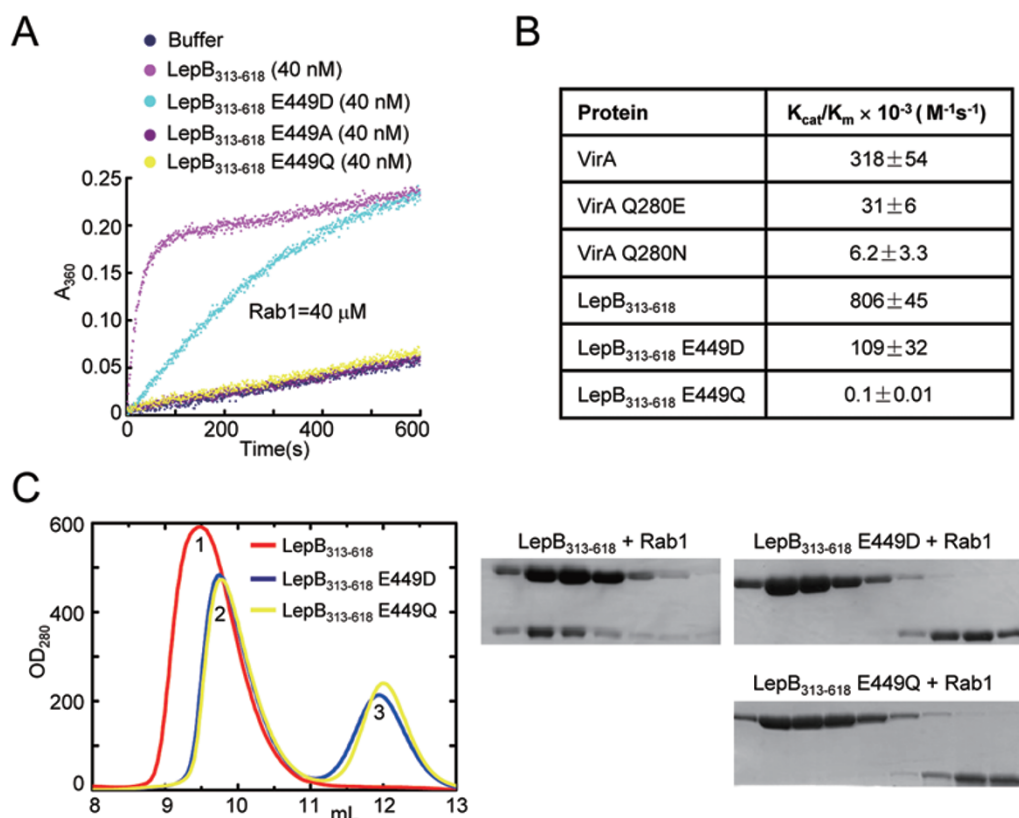 A
Buffer
LepB313-618 (40 nM)
LepB313-618 E449D (40 nM)
LepB313-618 E449A (40 nM)
LepB313-618 E449Q (40 nM)
0.25
0.20
0.15
0.10
0.05
0
A360
Rab1=40 μM
0 200 400 600
Time(s)
B
Protein Kcat/Km × 10-3 ( M-1s-1)
VirA 318±54
VirA Q280E 31±6
VirA Q280N 6.2±3.3
LepB313-618 806±45
LepB313-618 E449D 109±32
LepB313-618 E449Q 0.1±0.01
C
600
400
200
0
OD280
1
2
3
LepB313-618
LepB313-618 E449D
LepB313-618 E449Q
8 9 10 11 12 13
mL
LepB313-618 + Rab1
LepB313-618 E449D + Rab1
LepB313-618 E449Q + Rab1